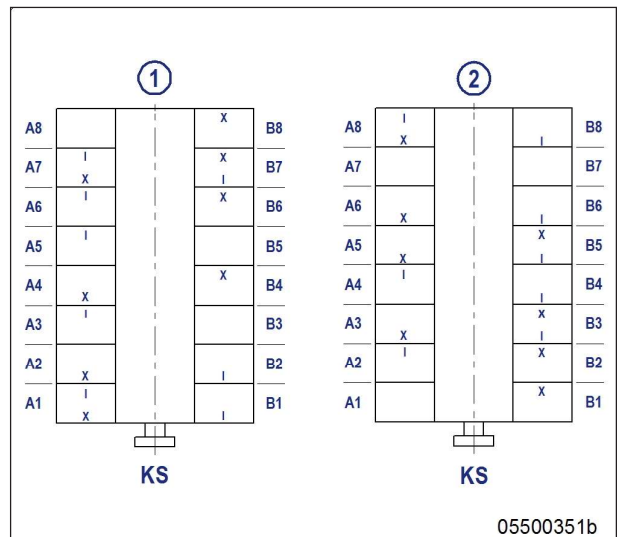 1
X
A8 B8
I X
A7 B7
X I
I X
A6 B6
I
A5 B5
X
A4 B4
X
I
A3 B3
A2 B2
X I
I
A1 B1
X I
KS
2
I
A8 B8
X I
A7 B7
A6 B6
X I
X
A5 B5
X I
I
A4 B4
I
X
A3 B3
X I
I X
A2 B2
X
A1 B1
KS
05500351b